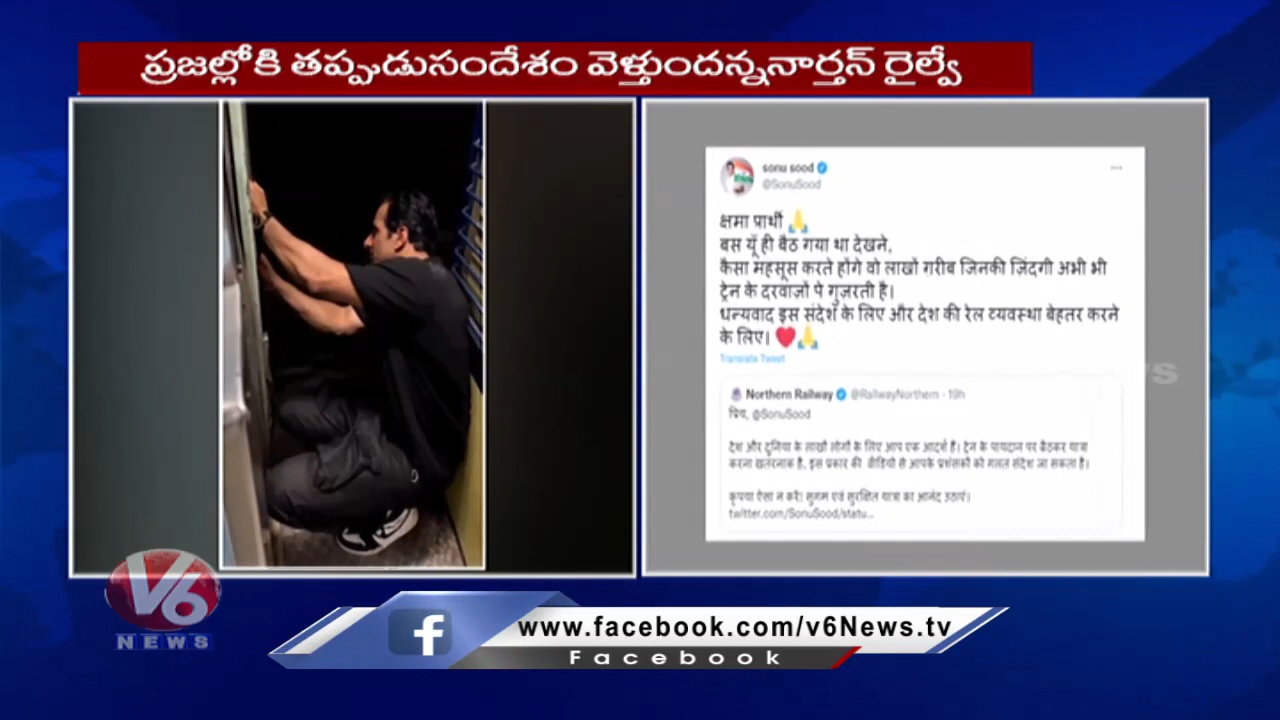 ప్రజల్లోకి తప్పుడుసందేశం వెళ్తుందన్ననార్తన్ రైల్వే
sonu sood
@SonuSood
क्षमा प्रार्थी 🙏
बस यूँ ही बैठ गया था देखने,
कैसा महसूस करते होंगे वो लाखों गरीब जिनकी ज़िंदगी अभी भी
ट्रेन के दरवाज़ों पे गुज़रती है।
धन्यवाद इस संदेश के लिए और देश की रेल व्यवस्था बेहतर करने
के लिए। ❤️🙏
Translate Tweet
Northern Railway @RailwayNorthern · 19h
प्रिय, @SonuSood
देश और दुनिया के लाखों लोगों के लिए आप एक आदर्श हैं। ट्रेन के पायदान पर बैठकर यात्रा
करना खतरनाक है, इस प्रकार की वीडियो से आपके प्रशंसकों को गलत संदेश जा सकता है।
कृपया ऐसा न करें! सुगम एवं सुरक्षित यात्रा का आनंद उठाएं।
twitter.com/SonuSood/statu...
V6
NEWS
www.facebook.com/v6News.tv
Facebook